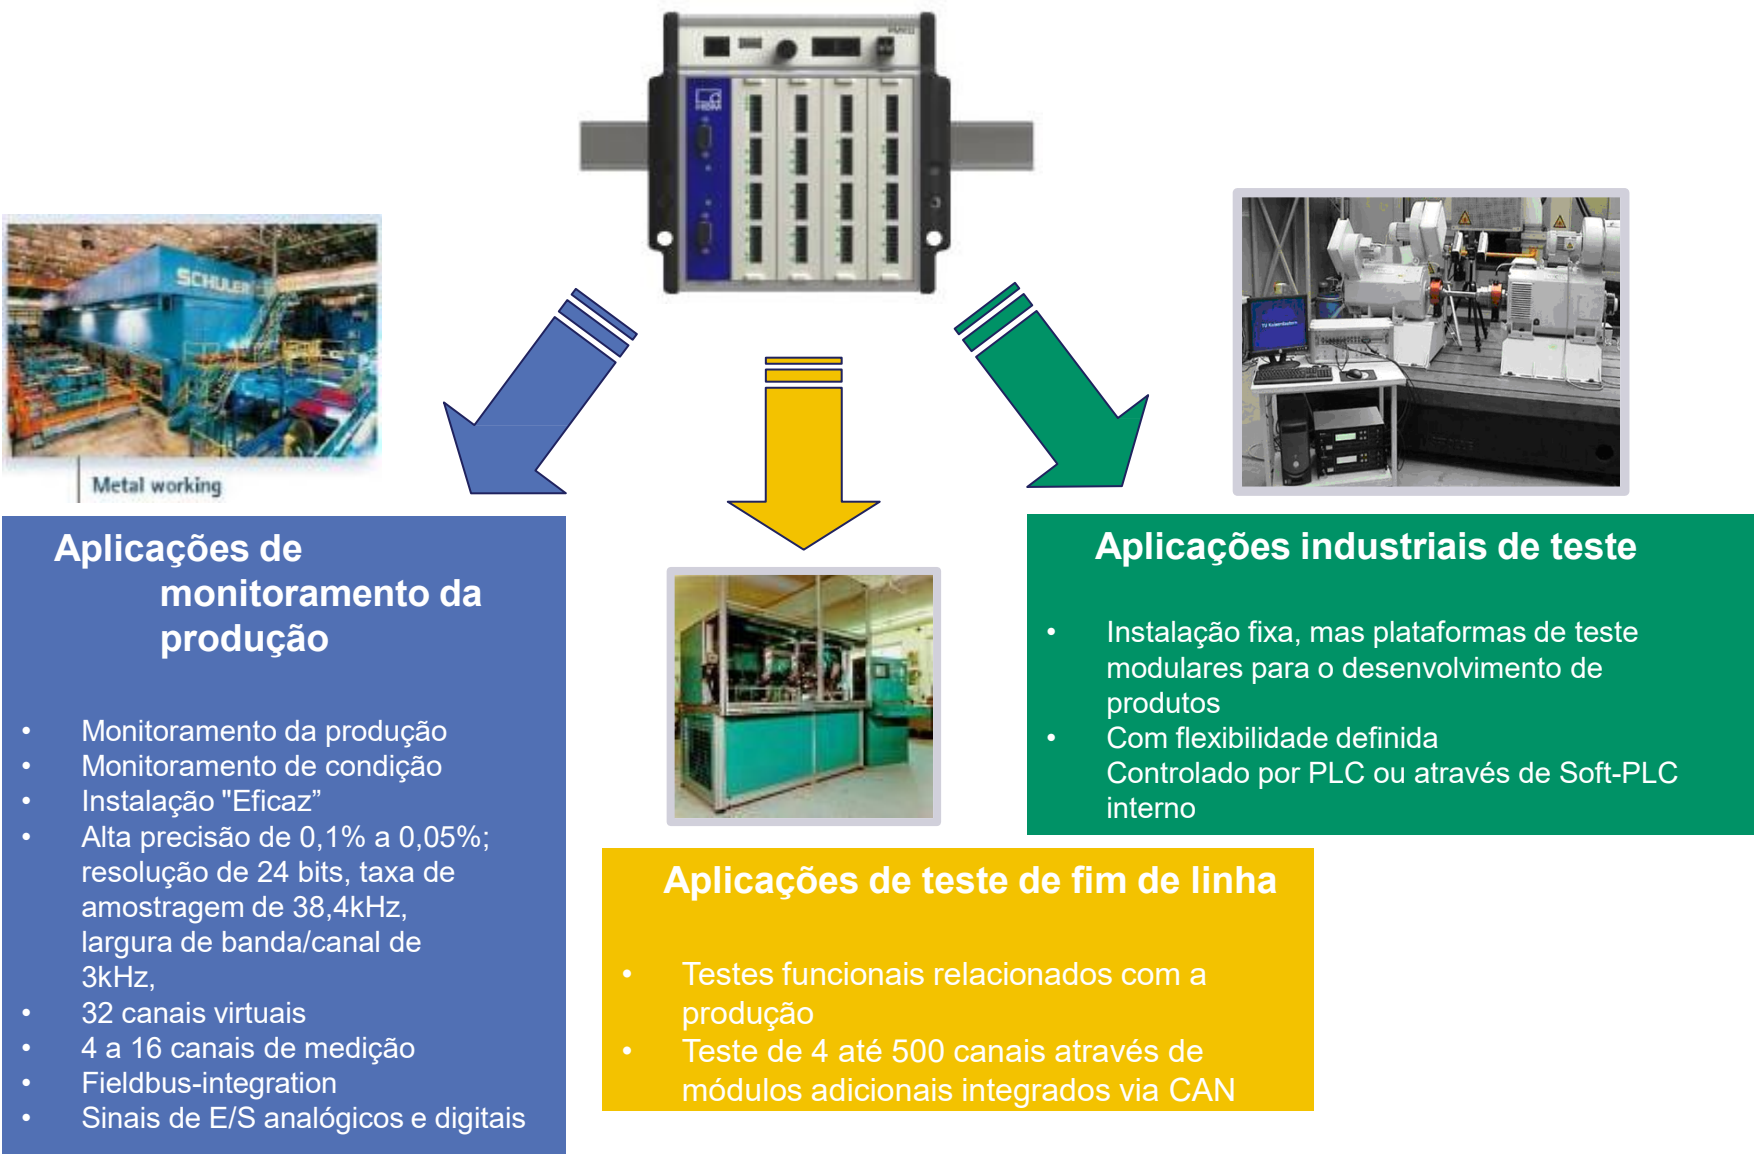 PMX
HBM
SCHULER
Metal working
Aplicações de
monitoramento da
produção
• Monitoramento da produção
• Monitoramento de condição
• Instalação "Eficaz”
• Alta precisão de 0,1% a 0,05%;
resolução de 24 bits, taxa de
amostragem de 38,4kHz,
largura de banda/canal de
3kHz,
• 32 canais virtuais
• 4 a 16 canais de medição
• Fieldbus-integration
• Sinais de E/S analógicos e digitais
Aplicações de teste de fim de linha
• Testes funcionais relacionados com a
produção
• Teste de 4 até 500 canais através de
módulos adicionais integrados via CAN
Aplicações industriais de teste
• Instalação fixa, mas plataformas de teste
modulares para o desenvolvimento de
produtos
• Com flexibilidade definida
Controlado por PLC ou através de Soft-PLC
interno